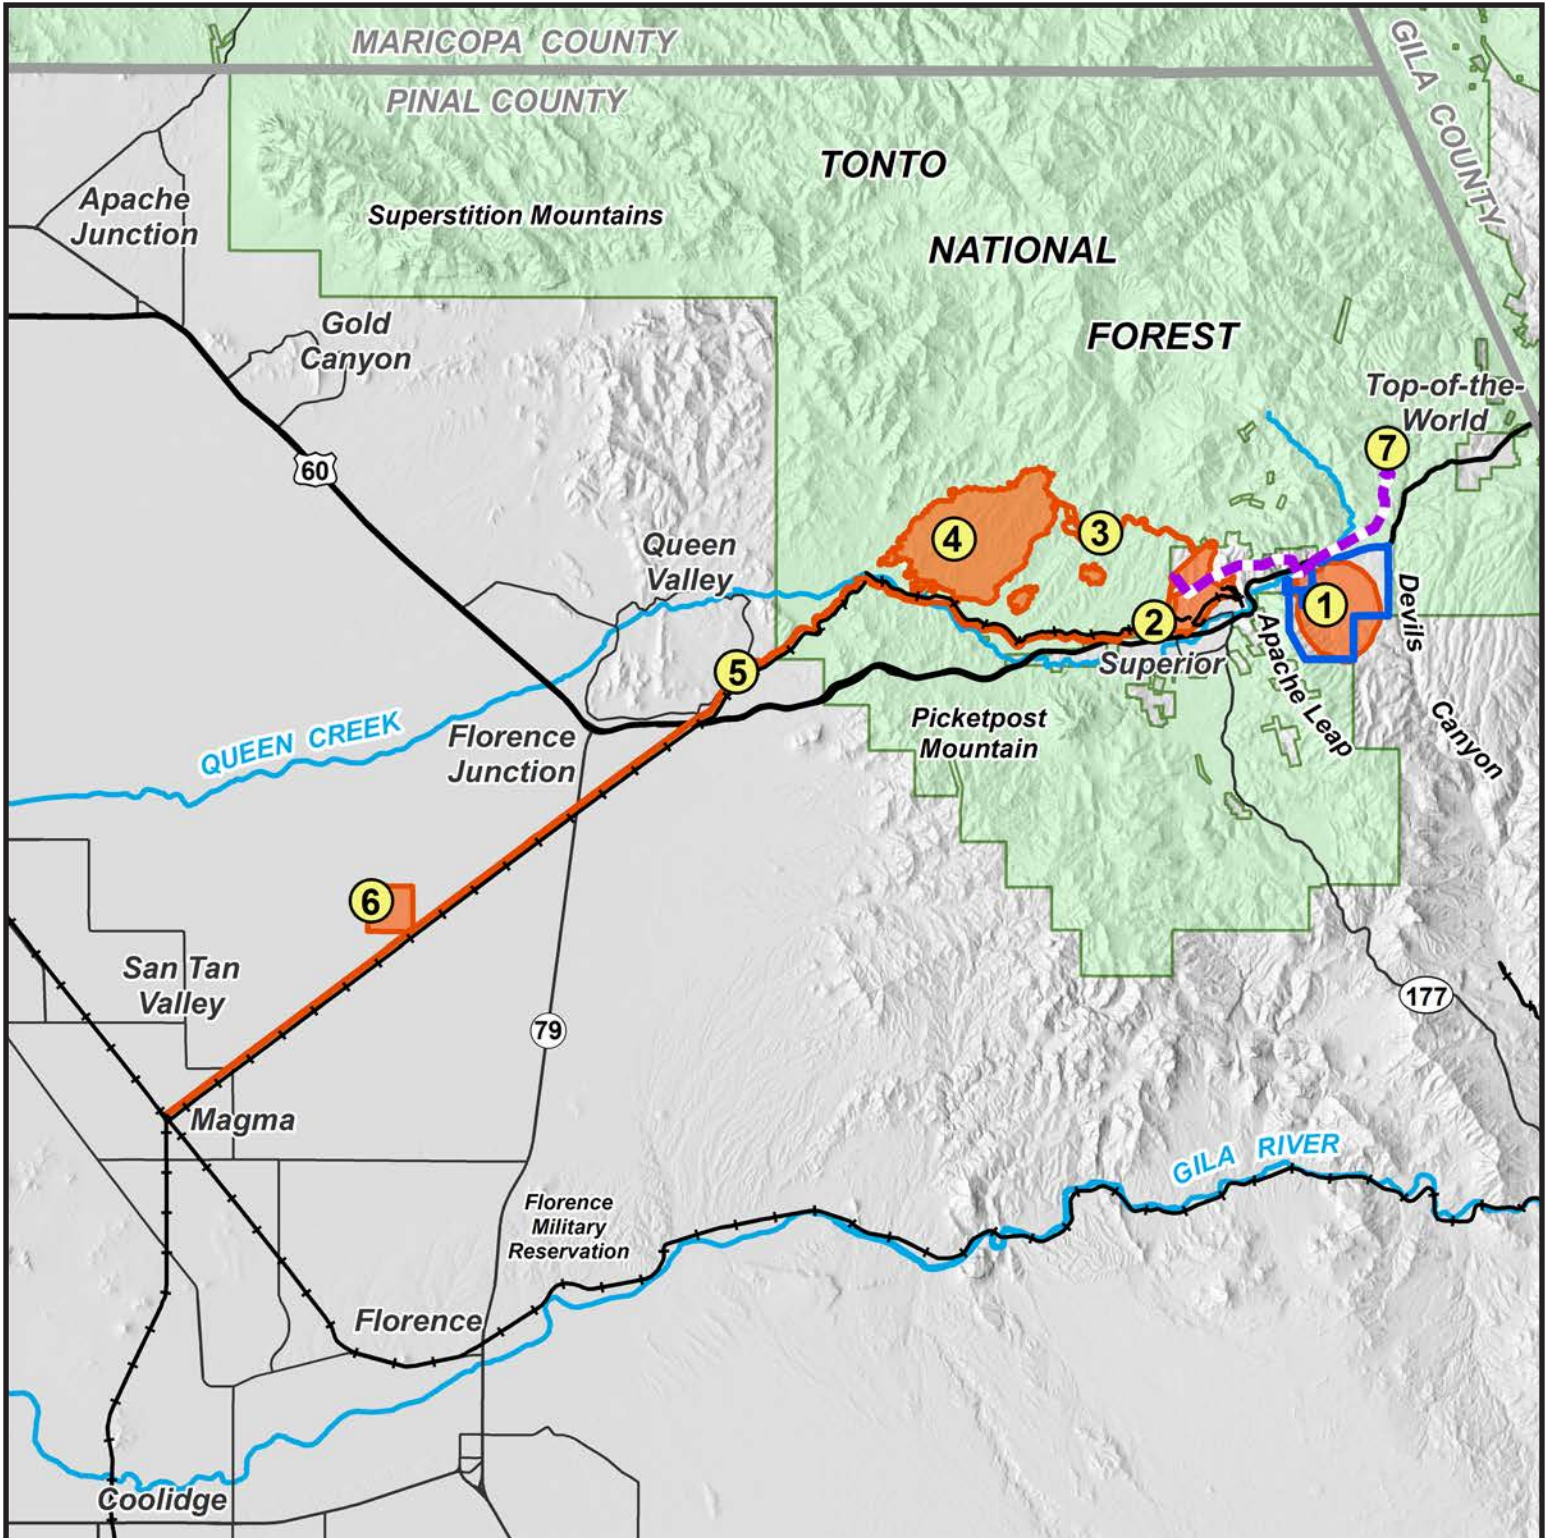 MARICOPA COUNTY
PINAL COUNTY
GILA COUNTY
TONTO
NATIONAL
FOREST
Apache
Junction
Superstition Mountains
Gold
Canyon
Top-of-the-
World
60
7
4
3
Queen
Valley
1
2
Devils
Canyon
Apache Leap
Superior
5
QUEEN CREEK
Florence
Junction
Picketpost
Mountain
6
San Tan
Valley
177
79
Magma
GILA RIVER
Florence
Military
Reservation
Florence
Coolidge